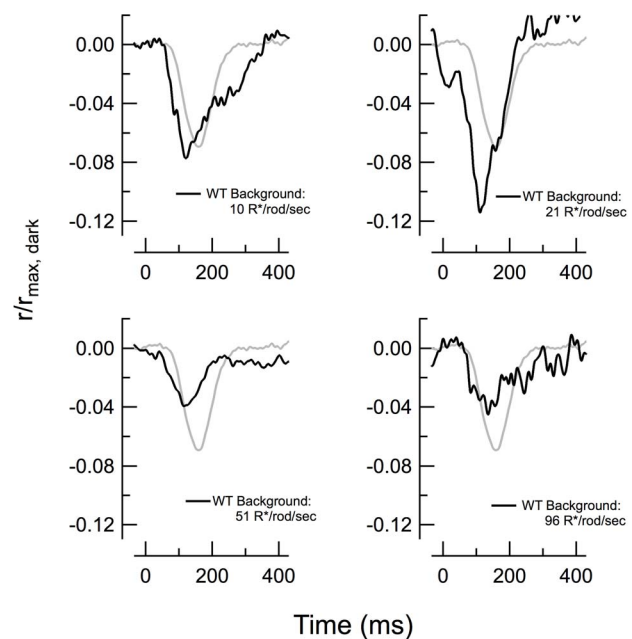 0.00
-0.04
-0.08
-0.12
WT Background:
10 R*/rod/sec
0 200 400
0.00
-0.04
-0.08
-0.12
WT Background:
21 R*/rod/sec
0 200 400
r/rmax, dark
0.00
-0.04
-0.08
-0.12
WT Background:
51 R*/rod/sec
0 200 400
0.00
-0.04
-0.08
-0.12
WT Background:
96 R*/rod/sec
0 200 400
Time (ms)